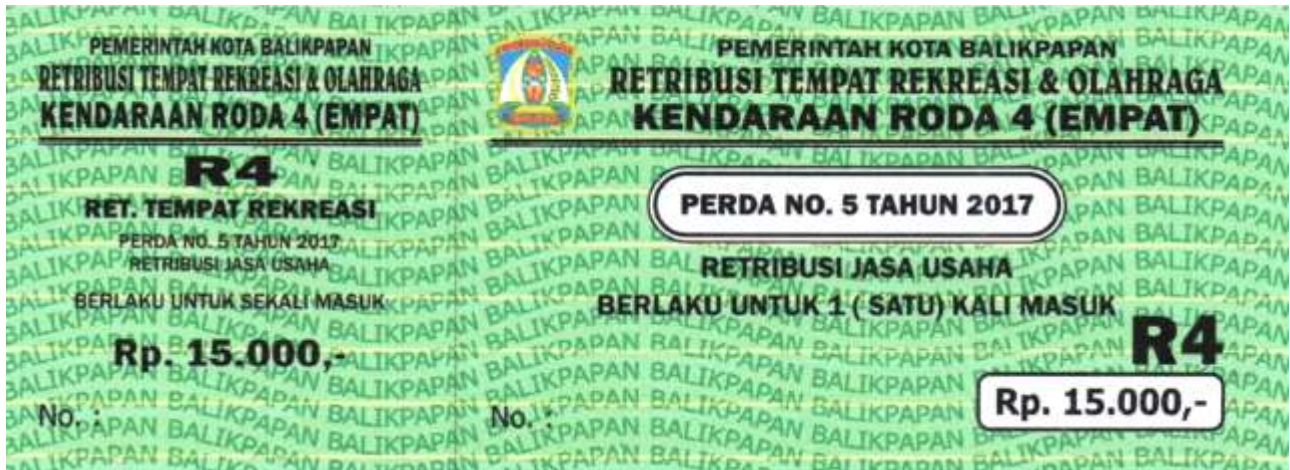 PEMERINTAH KOTA BALIKPAPAN
RETRIBUSI TEMPAT REKREASI & OLAHRAGA
KENDARAAN RODA 4 (EMPAT)
R4
RET. TEMPAT REKREASI
PERDA NO. 5 TAHUN 2017
RETRIBUSI JASA USAHA
BERLAKU UNTUK SEKALI MASUK
Rp. 15.000,-
No. :
PEMERINTAH KOTA BALIKPAPAN
RETRIBUSI TEMPAT REKREASI & OLAHRAGA
KENDARAAN RODA 4 (EMPAT)
PERDA NO. 5 TAHUN 2017
RETRIBUSI JASA USAHA
BERLAKU UNTUK 1 ( SATU) KALI MASUK
R4
Rp. 15.000,-
No. :